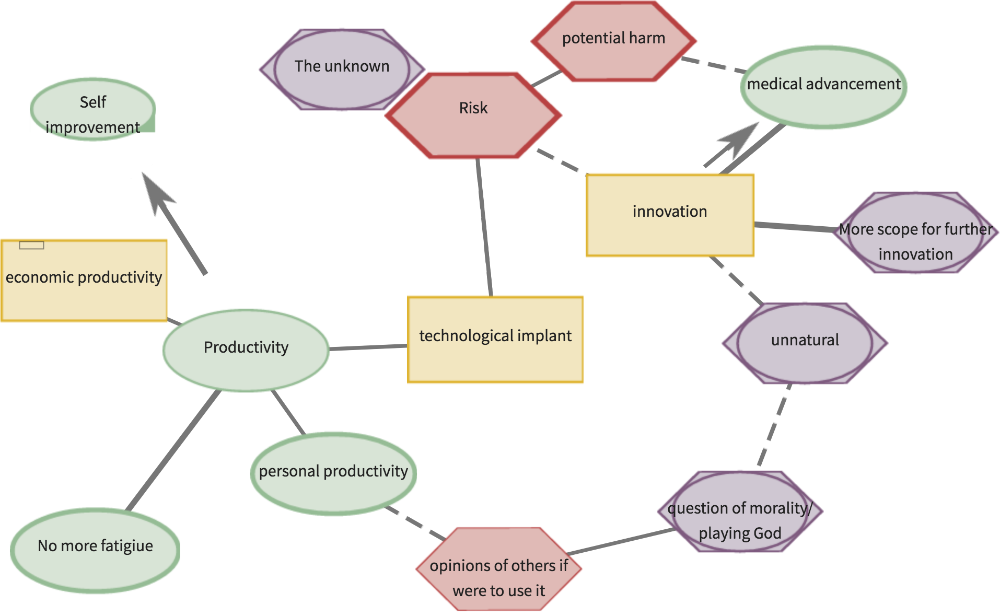 potential harm
The unknown
medical advancement
Self
improvement
Risk
innovation
More scope for further
innovation
economic productivity
technological implant
unnatural
Productivity
personal productivity
question of morality/
playing God
No more fatigiue
opinions of others if
were to use it